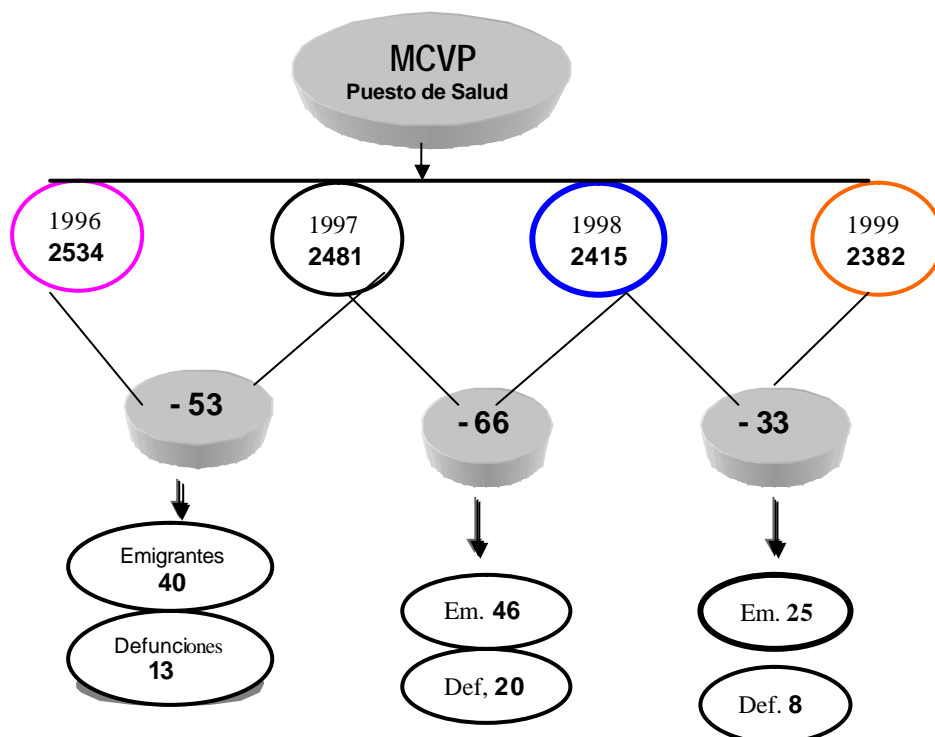 MCVP
Puesto de Salud
1996
2534
1997
2481
1998
2415
1999
2382
- 53
- 66
- 33
Emigrantes
40
Defunciones
13
Em. 46
Def, 20
Em. 25
Def. 8